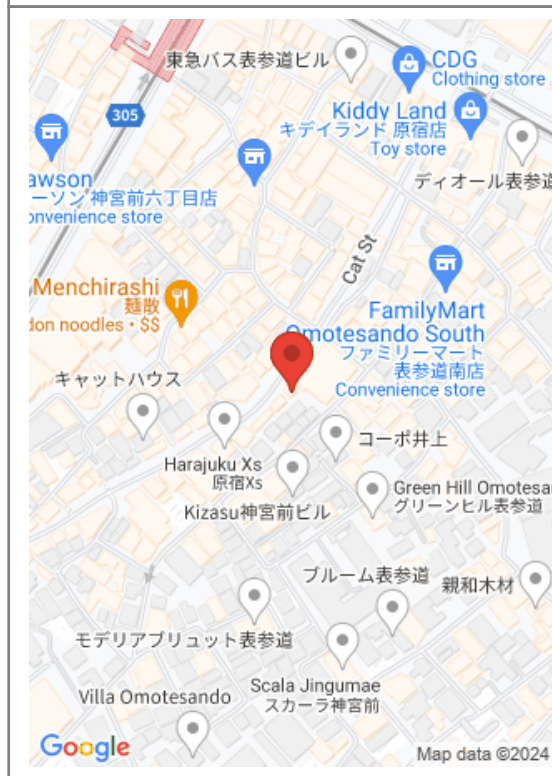 東急バス表参道ビル
CDG
Clothing store
305
Kiddy Land
キデイランド 原宿店
Toy store
ディオール表参道
awson
ーソン 神宮前六丁目店
onvenience store
Cat St
Menchirashi
麺散
don noodles・$$
FamilyMart
Omotesando South
ファミリーマート
表参道南店
Convenience store
キャットハウス
コーポ井上
Harajuku Xs
原宿Xs
Kizasu神宮前ビル
Green Hill Omotesan
グリーンヒル表参道
ブルーム表参道
親和木材
モデリアブリュット表参道
Scala Jingumae
スカーラ神宮前
Villa Omotesando
Google
Map data ©2024